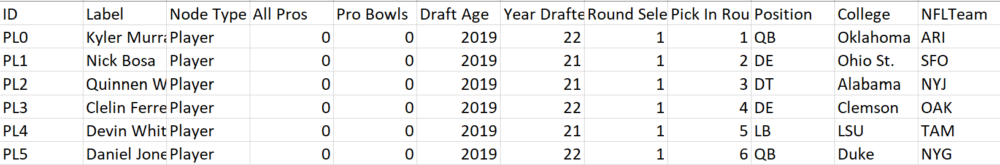 ID Label Node Type All Pros Pro Bowls Draft Age Year Drafte Round Sele Pick In Rou Position College NFLTeam
PL0 Kyler Murra Player 0 0 2019 22 1 1 QB Oklahoma ARI
PL1 Nick Bosa Player 0 0 2019 21 1 2 DE Ohio St. SFO
PL2 Quinnen W Player 0 0 2019 21 1 3 DT Alabama NYJ
PL3 Clelin Ferre Player 0 0 2019 22 1 4 DE Clemson OAK
PL4 Devin Whit Player 0 0 2019 21 1 5 LB LSU TAM
PL5 Daniel Jone Player 0 0 2019 22 1 6 QB Duke NYG